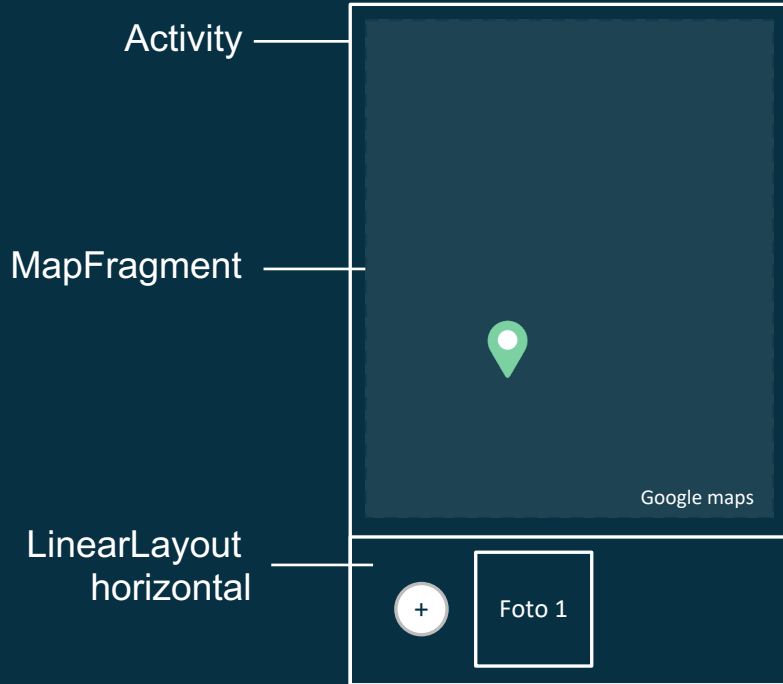 Activity
MapFragment
Google maps
LinearLayout
horizontal
+
Foto 1